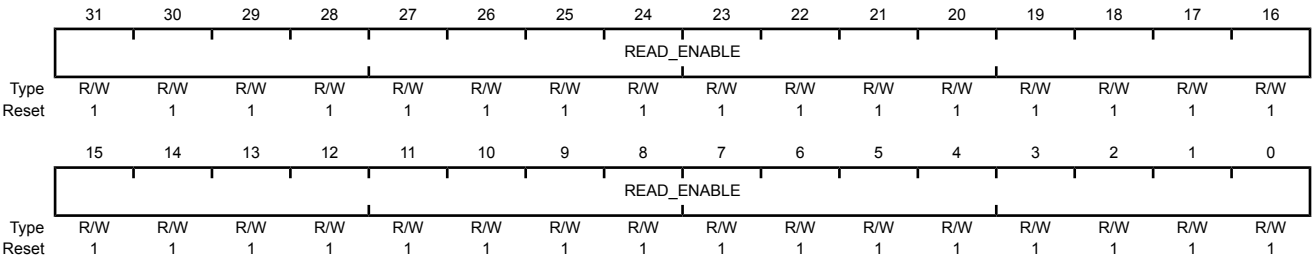 31 30 29 28 27 26 25 24 23 22 21 20 19 18 17 16
READ_ENABLE
Type R/W R/W R/W R/W R/W R/W R/W R/W R/W R/W R/W R/W R/W R/W R/W R/W
Reset 1 1 1 1 1 1 1 1 1 1 1 1 1 1 1 1
15 14 13 12 11 10 9 8 7 6 5 4 3 2 1 0
READ_ENABLE
Type R/W R/W R/W R/W R/W R/W R/W R/W R/W R/W R/W R/W R/W R/W R/W R/W
Reset 1 1 1 1 1 1 1 1 1 1 1 1 1 1 1 1